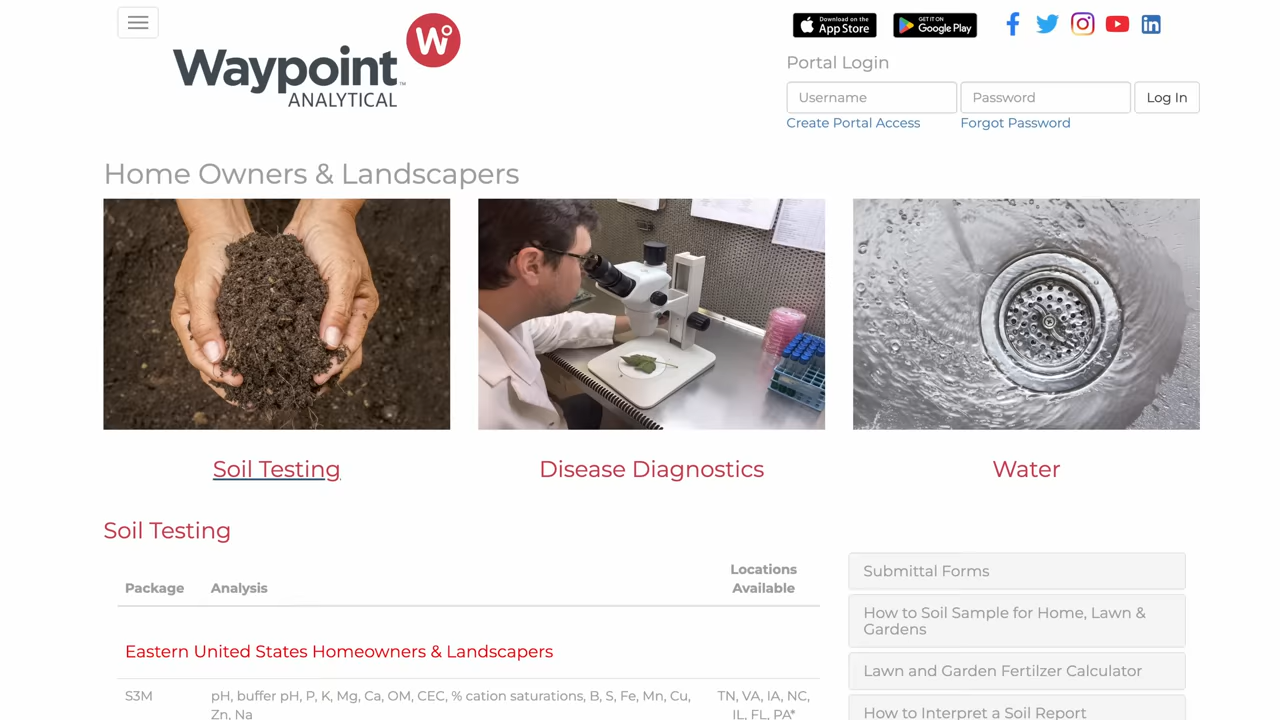 Waypoint™
ANALYTICAL
W
Download on the
App Store
GET IT ON
Google Play
Portal Login
Username
Password
Log In
Create Portal Access
Forgot Password
Home Owners & Landscapers
Soil Testing
Disease Diagnostics
Water
Soil Testing
Package
Analysis
Locations
Available
Eastern United States Homeowners & Landscapers
S3M
pH, buffer pH, P, K, Mg, Ca, OM, CEC, % cation saturations, B, S, Fe, Mn, Cu,
Zn, Na
TN, VA, IA, NC,
IL, FL, PA*
Submittal Forms
How to Soil Sample for Home, Lawn &
Gardens
Lawn and Garden Fertilzer Calculator
How to Interpret a Soil Report